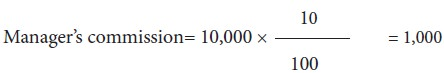 10
Manager’s commission= 10,000 × ——— = 1,000
100